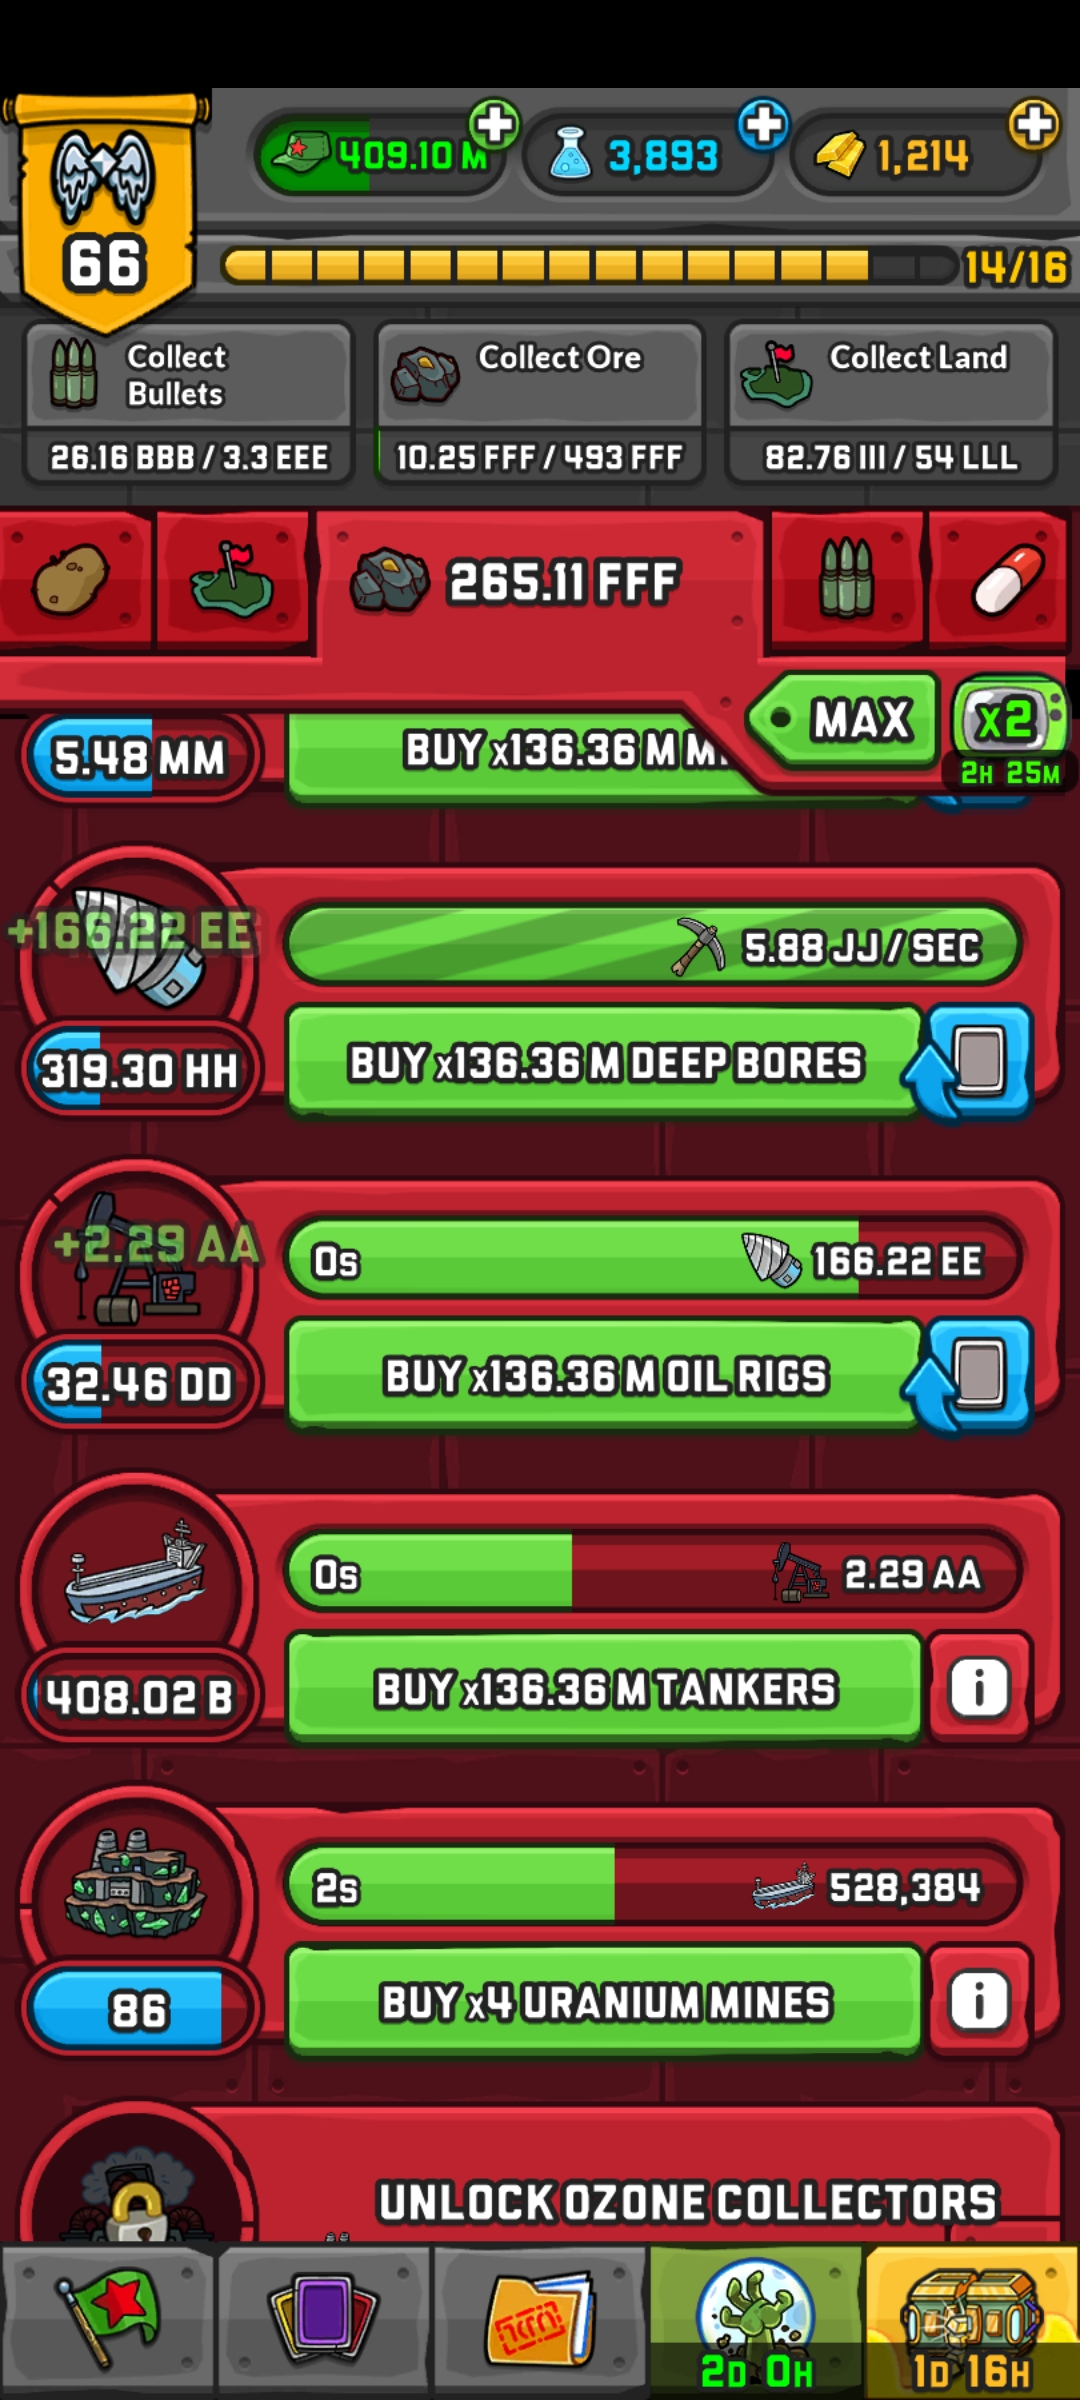 409.10 M
3,893
1,214
66
14/16
Collect
Bullets
Collect Ore
Collect Land
26.16 BBB / 3.3 EEE
10.25 FFF / 493 FFF
82.76 III / 54 LLL
265.11 FFF
MAX
x2
2H 25M
5.48 MM
BUY x136.36 M
+166.22 EE
5.88 JJ / SEC
319.30 HH
BUY x136.36 M DEEP BORES
+2.29 AA
0s
166.22 EE
32.46 DD
BUY x136.36 M OIL RIGS
0s
2.29 AA
408.02 B
BUY x136.36 M TANKERS
i
2s
528,384
86
BUY x4 URANIUM MINES
i
UNLOCK OZONE COLLECTORS
2D 0H
1D 16H